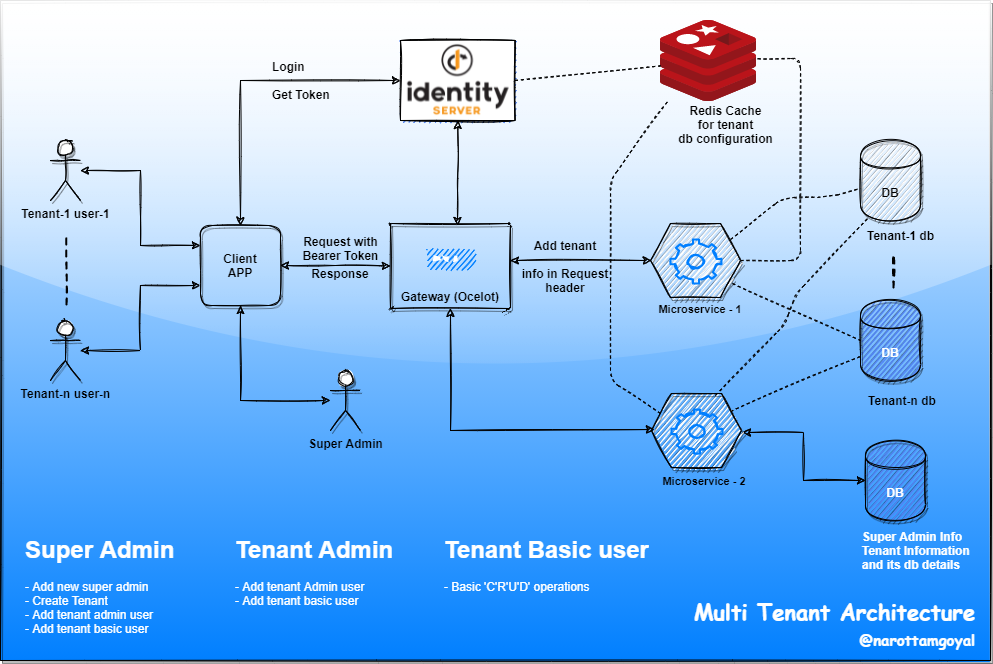 Login
Get Token
identity
SERVER
Redis Cache
for tenant
db configuration
Tenant-1 user-1
Client
APP
Request with
Bearer Token
Response
Gateway (Ocelot)
Add tenant
info in Request
header
Microservice - 1
DB
Tenant-1 db
DB
Tenant-n db
Tenant-n user-n
Super Admin
Microservice - 2
DB
Super Admin Info
Tenant Information
and its db details
Super Admin
- Add new super admin
- Create Tenant
- Add tenant admin user
- Add tenant basic user
Tenant Admin
- Add tenant Admin user
- Add tenant basic user
Tenant Basic user
- Basic 'C'R'U'D' operations
Multi Tenant Architecture
@narottamgoyal